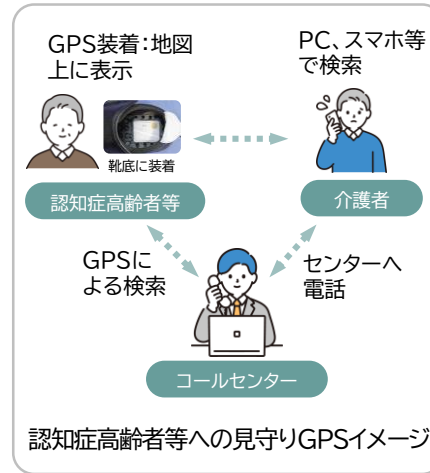 GPS装着：地図
上に表示
PC、スマホ等
で検索
靴底に装着
認知症高齢者等
介護者
GPSに
よる検索
センターへ
電話
コールセンター
認知症高齢者等への見守りGPSイメージ